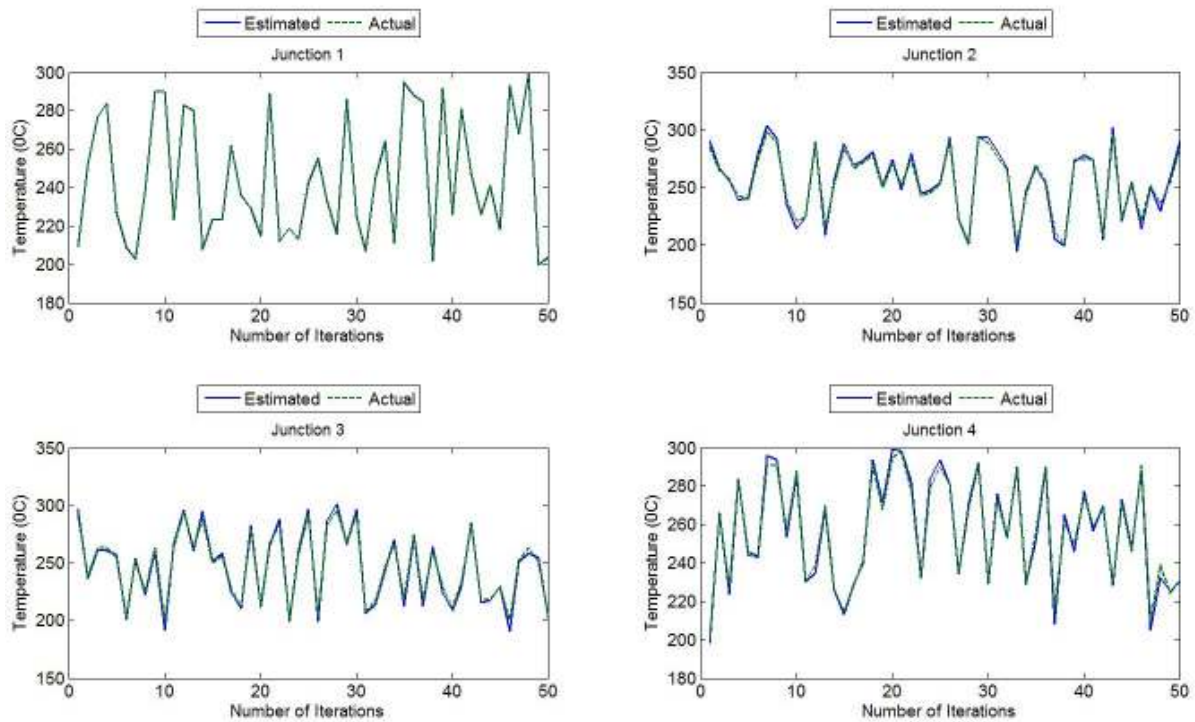 Estimated Actual
Junction 1
300
280
260
240
220
200
180
Temperature (0C)
0 10 20 30 40 50
Number of Iterations
Estimated Actual
Junction 2
350
300
250
200
150
Temperature (0C)
0 10 20 30 40 50
Number of Iterations
Estimated Actual
Junction 3
350
300
250
200
150
Temperature (0C)
0 10 20 30 40 50
Number of Iterations
Estimated Actual
Junction 4
300
280
260
240
220
200
180
Temperature (0C)
0 10 20 30 40 50
Number of Iterations